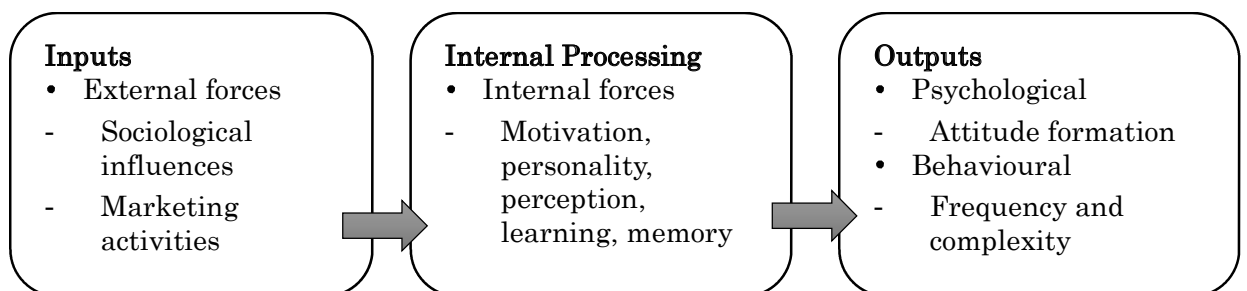 Inputs
• External forces
- Sociological
influences
- Marketing
activities
Internal Processing
• Internal forces
- Motivation,
personality,
perception,
learning, memory
Outputs
• Psychological
- Attitude formation
• Behavioural
- Frequency and
complexity